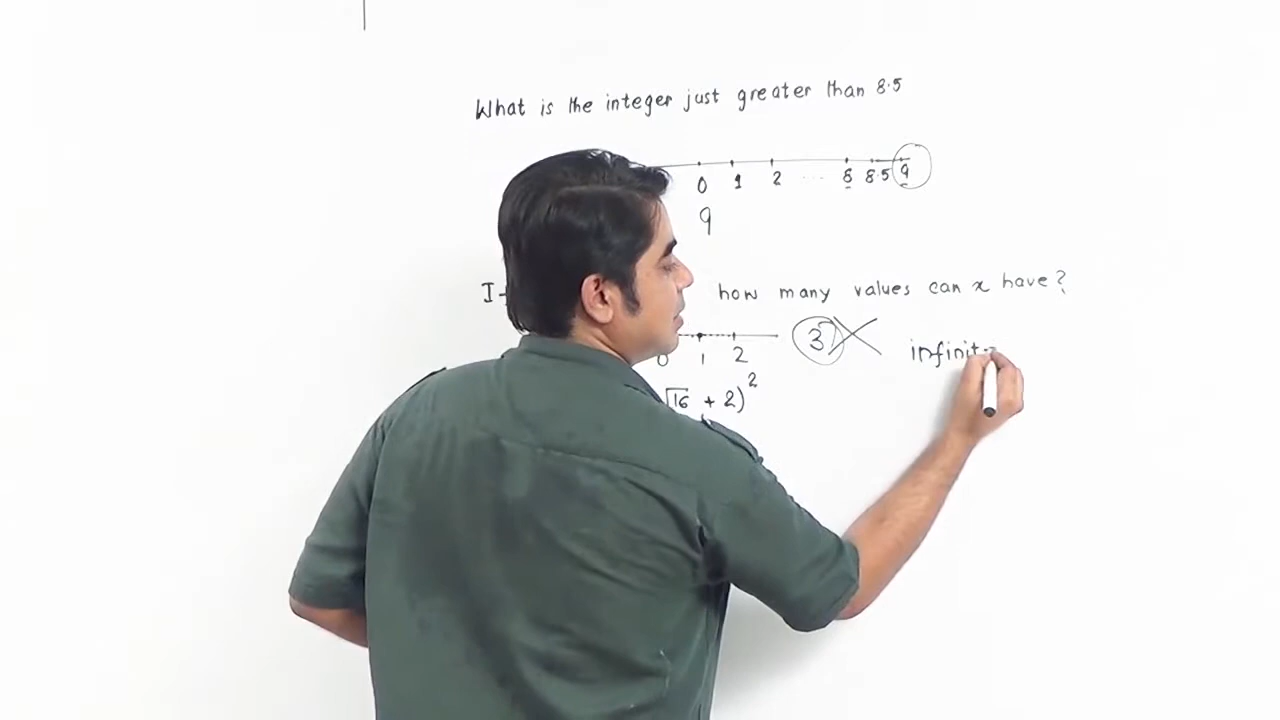 What is the integer just greater than 8.5
0 1 2 ... 8 8.5 9
9
how many values can x have?
0 1 2 3 infinit
√16 + 2)²